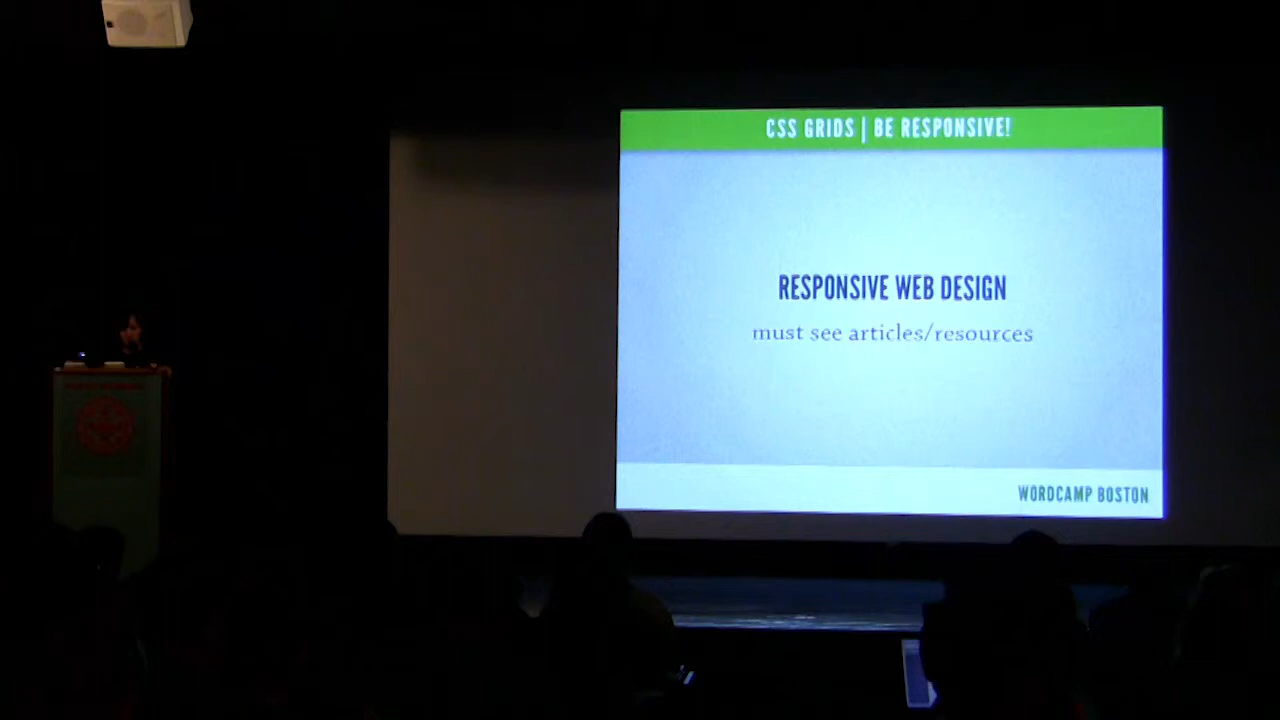 CSS GRIDS | BE RESPONSIVE!
RESPONSIVE WEB DESIGN
must see articles/resources
WORDCAMP BOSTON